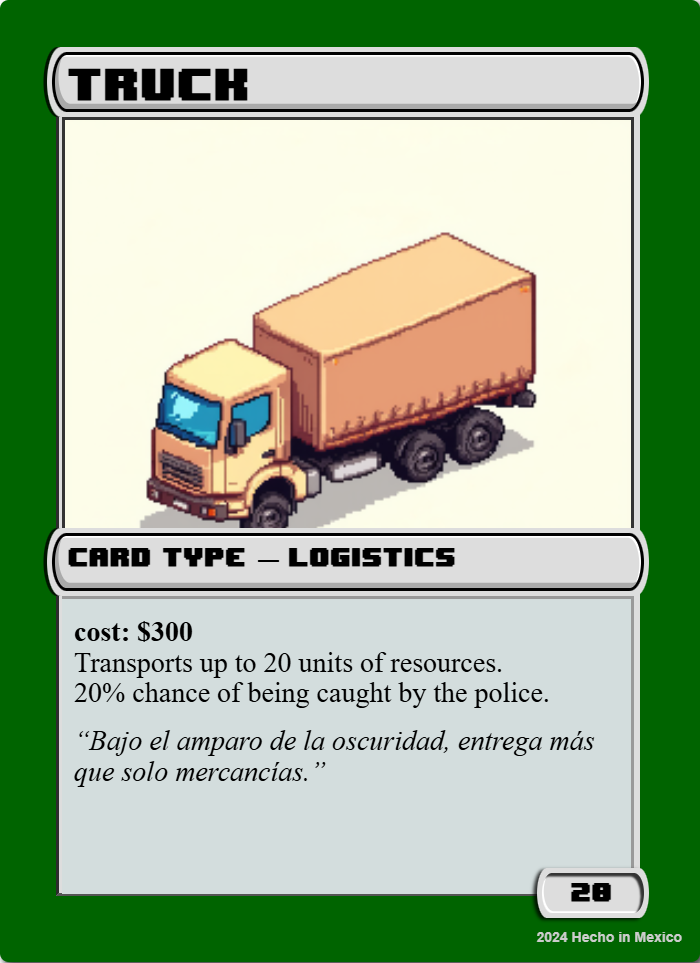 TRUCK
CARD TYPE — LOGISTICS
cost: $300
Transports up to 20 units of resources.
20% chance of being caught by the police.
“Bajo el amparo de la oscuridad, entrega más
que solo mercancías.”
20
2024 Hecho in Mexico